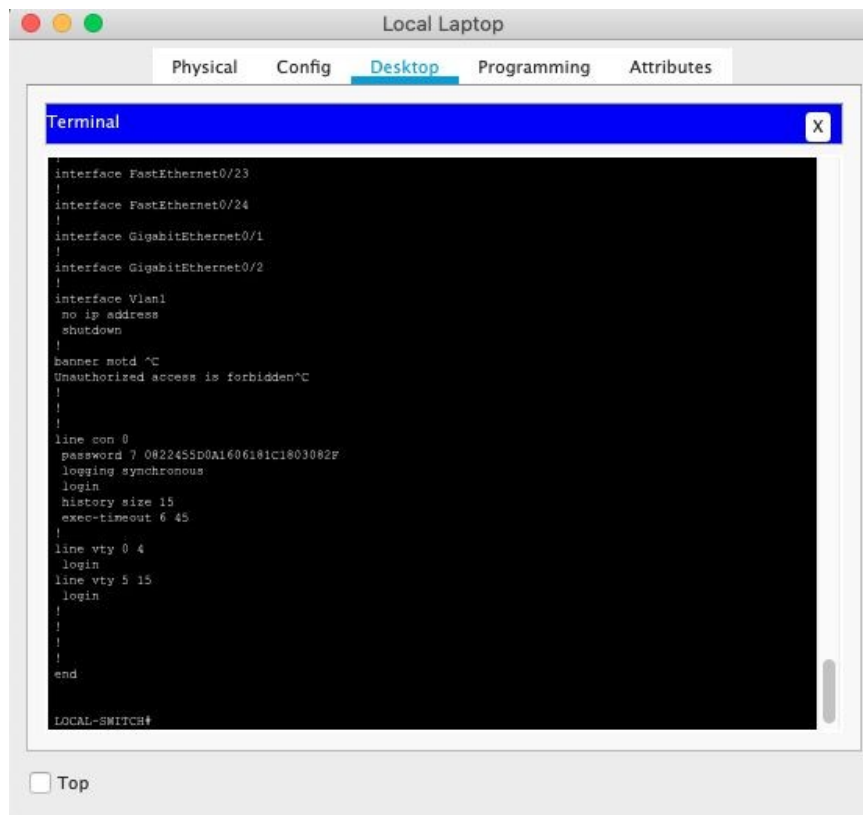 Local Laptop
Physical Config Desktop Programming Attributes
Terminal
X
!
interface FastEthernet0/23
!
interface FastEthernet0/24
!
interface GigabitEthernet0/1
!
interface GigabitEthernet0/2
!
interface Vlan1
no ip address
shutdown
!
banner motd ^C
Unauthorized access is forbidden^C
!
!
!
line con 0
password 7 0822455D0A1606181C1803082F
logging synchronous
login
history size 15
exec-timeout 6 45
!
line vty 0 4
login
line vty 5 15
login
!
!
!
!
end
LOCAL-SWITCH#
Top